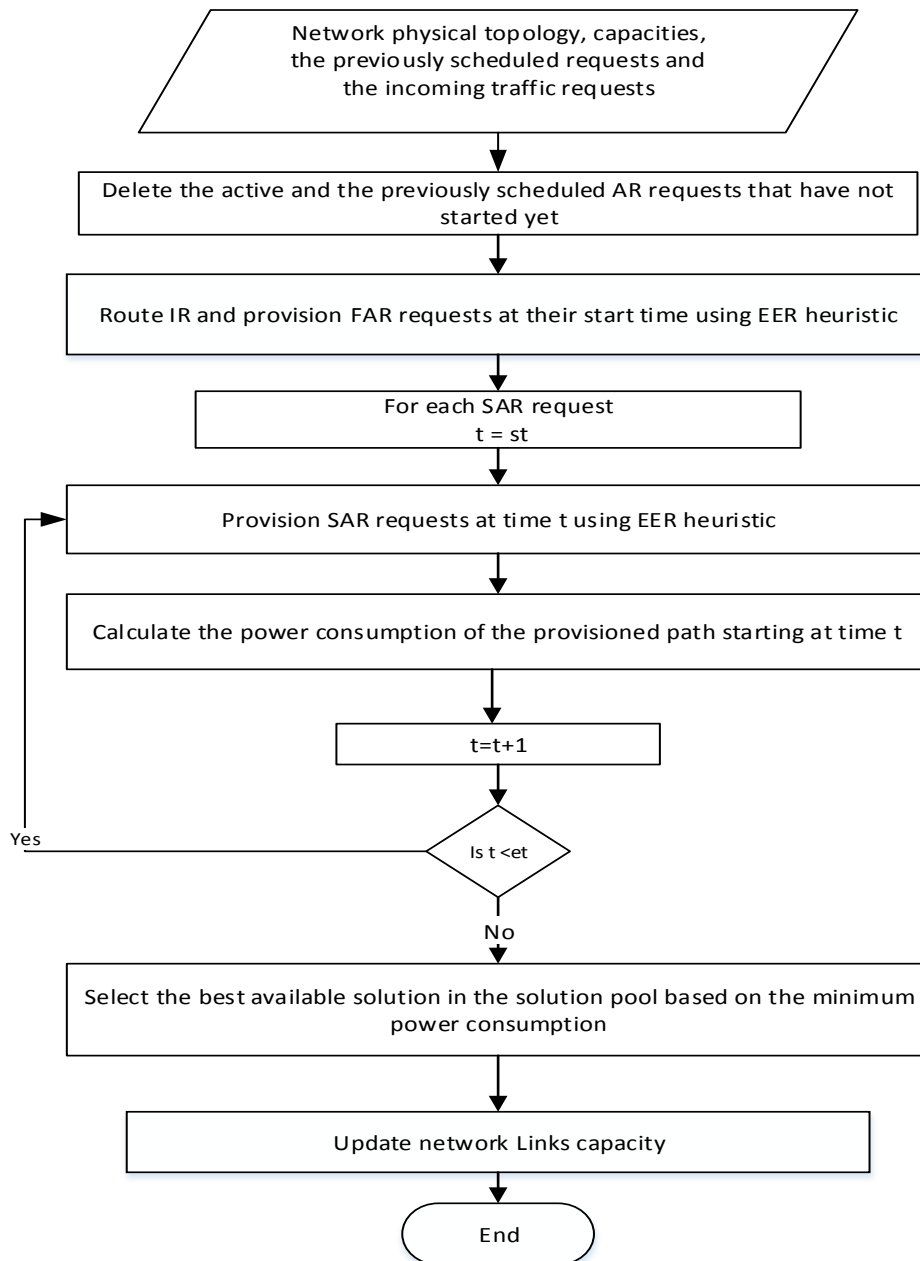 Network physical topology, capacities,
the previously scheduled requests and
the incoming traffic requests
Delete the active and the previously scheduled AR requests that have not
started yet
Route IR and provision FAR requests at their start time using EER heuristic
For each SAR request
t = st
Provision SAR requests at time t using EER heuristic
Calculate the power consumption of the provisioned path starting at time t
t=t+1
Yes
Is t <et
No
Select the best available solution in the solution pool based on the minimum
power consumption
Update network Links capacity
End